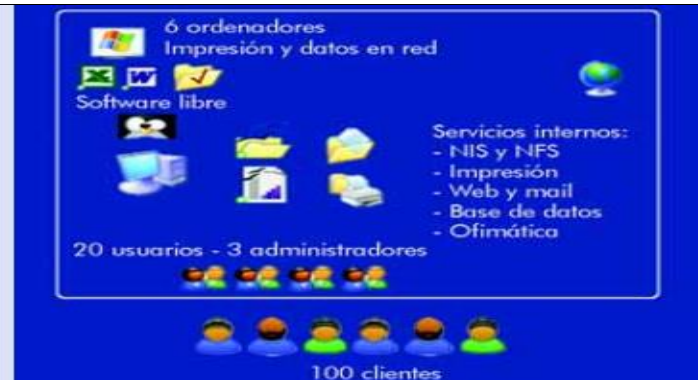 6 ordenadores
Impresión y datos en red
Software libre
Servicios internos:
- NIS y NFS
- Impresión
- Web y mail
- Base de datos
- Ofimática
20 usuarios - 3 administradores
100 clientes